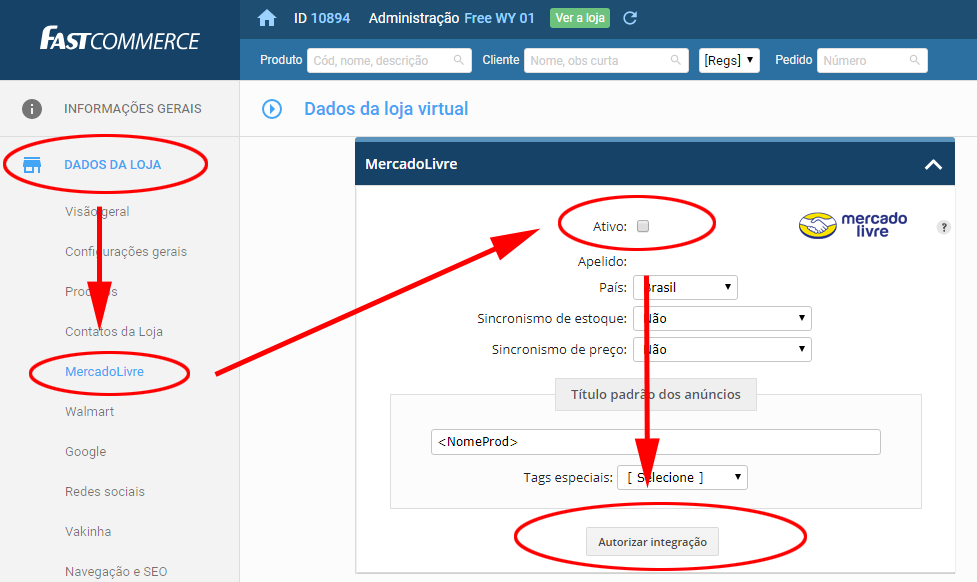 FASTCOMMERCE
ID 10894 Administração Free WY 01 Ver a loja
Produto Cód, nome, descrição Cliente Nome, obs curta [Regs] Pedido Número
INFORMAÇÕES GERAIS
DADOS DA LOJA
Visão geral
Configurações gerais
Produtos
Contatos da Loja
MercadoLivre
Walmart
Google
Redes sociais
Vakinha
Navegação e SEO
Dados da loja virtual
MercadoLivre
Ativo:
mercado
livre
?
Apelido:
País: Brasil
Sincronismo de estoque: Não
Sincronismo de preço: Não
Título padrão dos anúncios
<NomeProd>
Tags especiais: [ Selecione ]
Autorizar integração